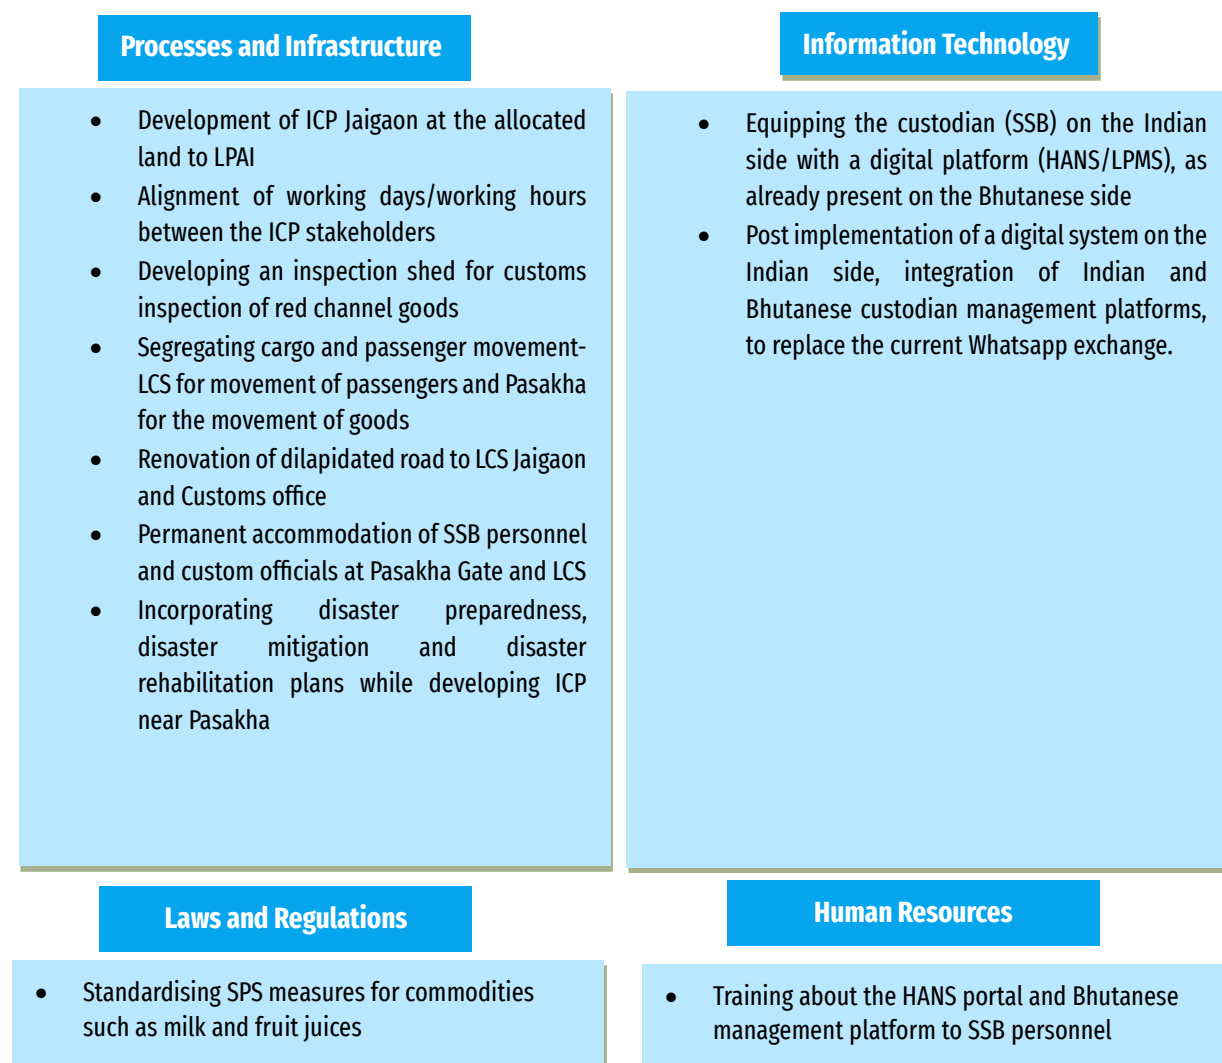 Processes and Infrastructure
• Development of ICP Jaigaon at the allocated
land to LPAI
• Alignment of working days/working hours
between the ICP stakeholders
• Developing an inspection shed for customs
inspection of red channel goods
• Segregating cargo and passenger movement-
LCS for movement of passengers and Pasakha
for the movement of goods
• Renovation of dilapidated road to LCS Jaigaon
and Customs office
• Permanent accommodation of SSB personnel
and custom officials at Pasakha Gate and LCS
• Incorporating disaster preparedness,
disaster mitigation and disaster
rehabilitation plans while developing ICP
near Pasakha
Information Technology
• Equipping the custodian (SSB) on the Indian
side with a digital platform (HANS/LPMS), as
already present on the Bhutanese side
• Post implementation of a digital system on the
Indian side, integration of Indian and
Bhutanese custodian management platforms,
to replace the current Whatsapp exchange.
Laws and Regulations
• Standardising SPS measures for commodities
such as milk and fruit juices
Human Resources
• Training about the HANS portal and Bhutanese
management platform to SSB personnel